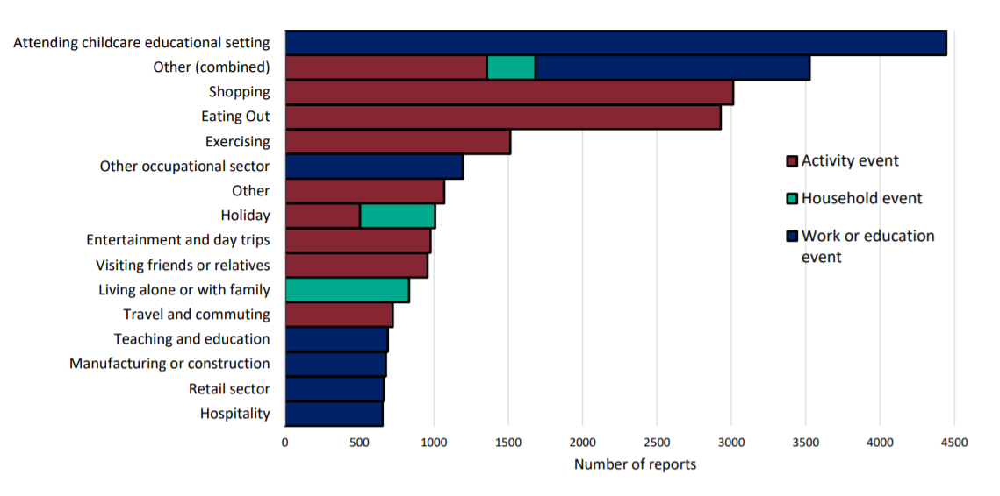 Attending childcare educational setting
Other (combined)
Shopping
Eating Out
Exercising
Other occupational sector
Other
Holiday
Entertainment and day trips
Visiting friends or relatives
Living alone or with family
Travel and commuting
Teaching and education
Manufacturing or construction
Retail sector
Hospitality
Activity event
Household event
Work or education
event
0 500 1000 1500 2000 2500 3000 3500 4000 4500
Number of reports